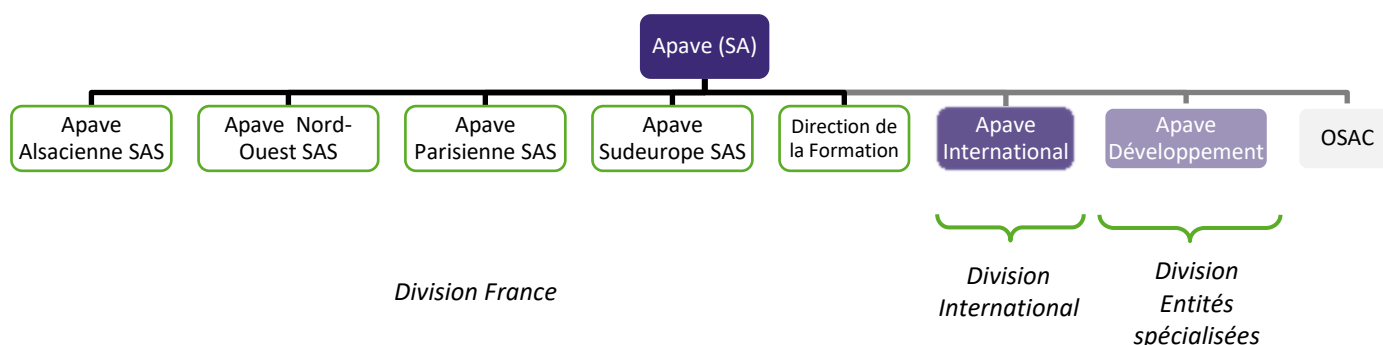 Apave (SA)
Apave
Alsacienne SAS
Apave Nord-
Ouest SAS
Apave
Parisienne SAS
Apave
Sudeurope SAS
Direction de
la Formation
Apave
International
Apave
Développement
OSAC
Division France
Division
International
Division
Entités
spécialisées